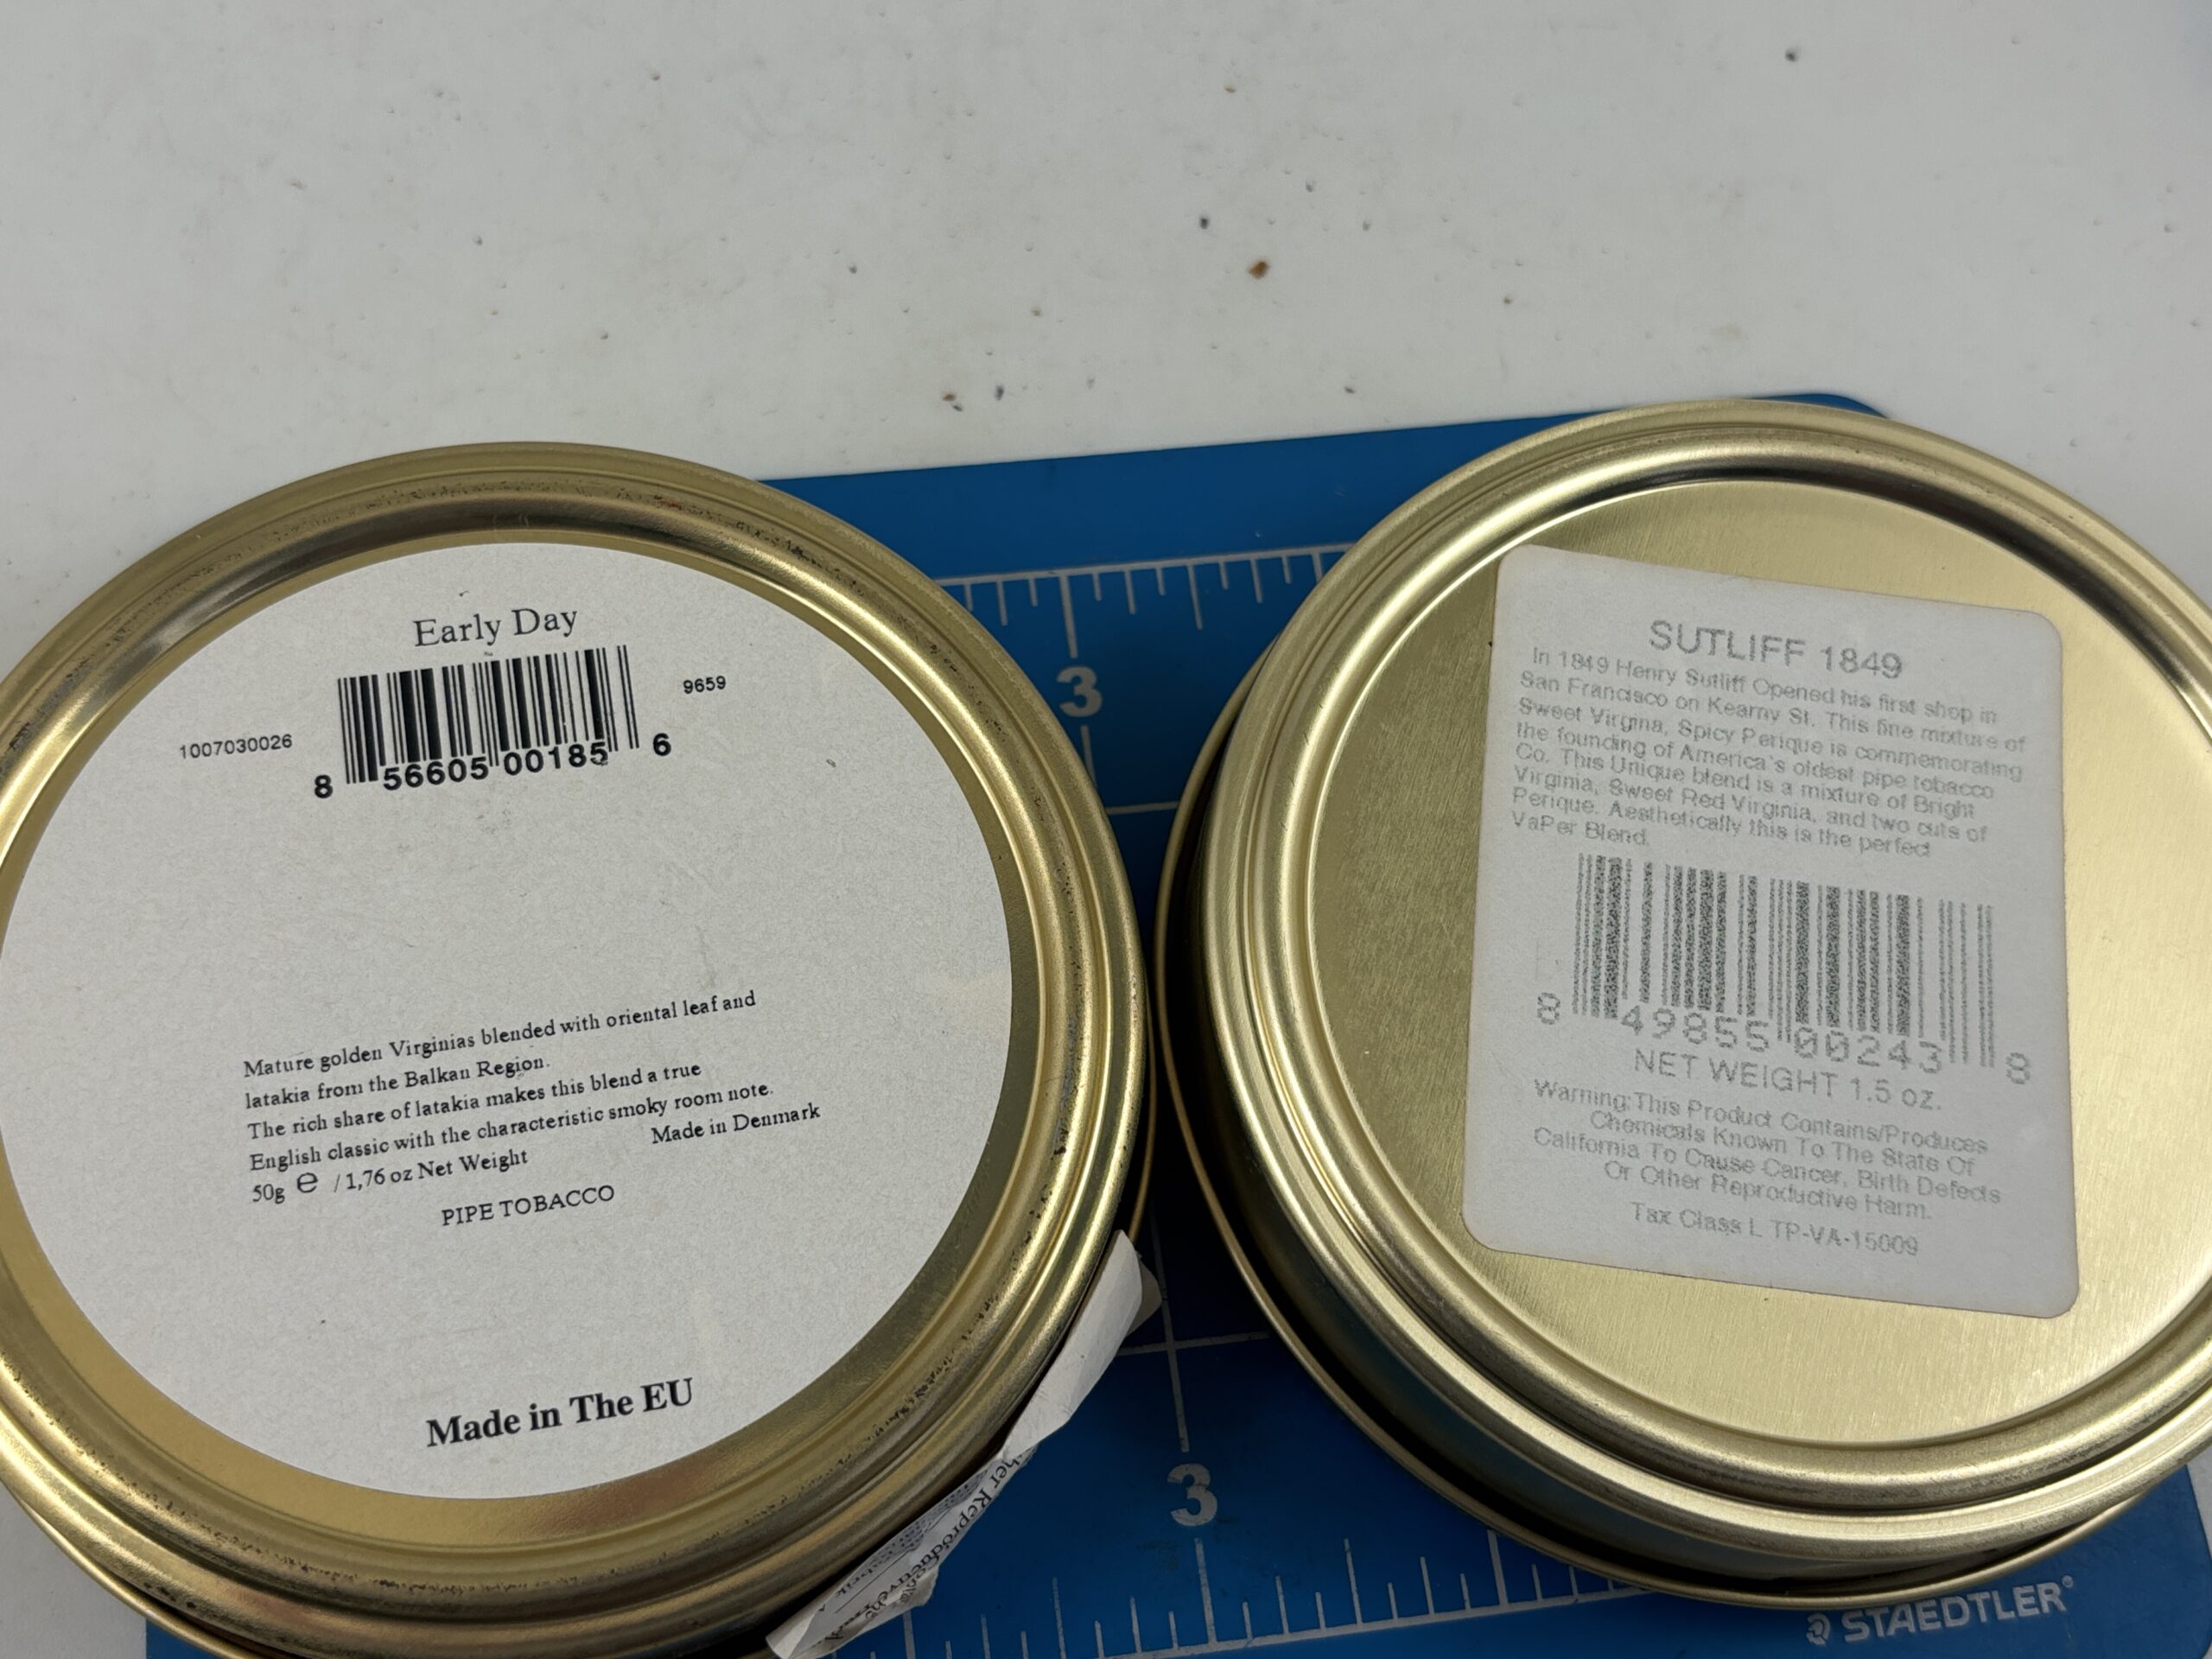 Early Day
9659
1007030026
8 56605 00185 6
Mature golden Virginias blended with oriental leaf and
latakia from the Balkan Region.
The rich share of latakia makes this blend a true
English classic with the characteristic smoky room note.
50g ℮ / 1,76 oz Net Weight
Made in Denmark
PIPE TOBACCO
Made in The EU
her Reproductive
3
3
SUTLIFF 1849
In 1849 Henry Sutliff Opened his first shop in
San Francisco on Kearny St. This fine mixture of
Sweet Virgina, Spicy Perique is commemorating
the founding of America's oldest pipe tobacco
Co. This Unique blend is a mixture of Bright
Virginia, Sweet Red Virginia, and two cuts of
Perique. Aesthetically this is the perfect
VaPer Blend.
8 49855 00243 8
NET WEIGHT 1.5 oz.
Warning:This Product Contains/Produces
Chemicals Known To The State Of
California To Cause Cancer, Birth Defects
Or Other Reproductive Harm.
Tax Class L TP-VA-15009
STAEDTLER®